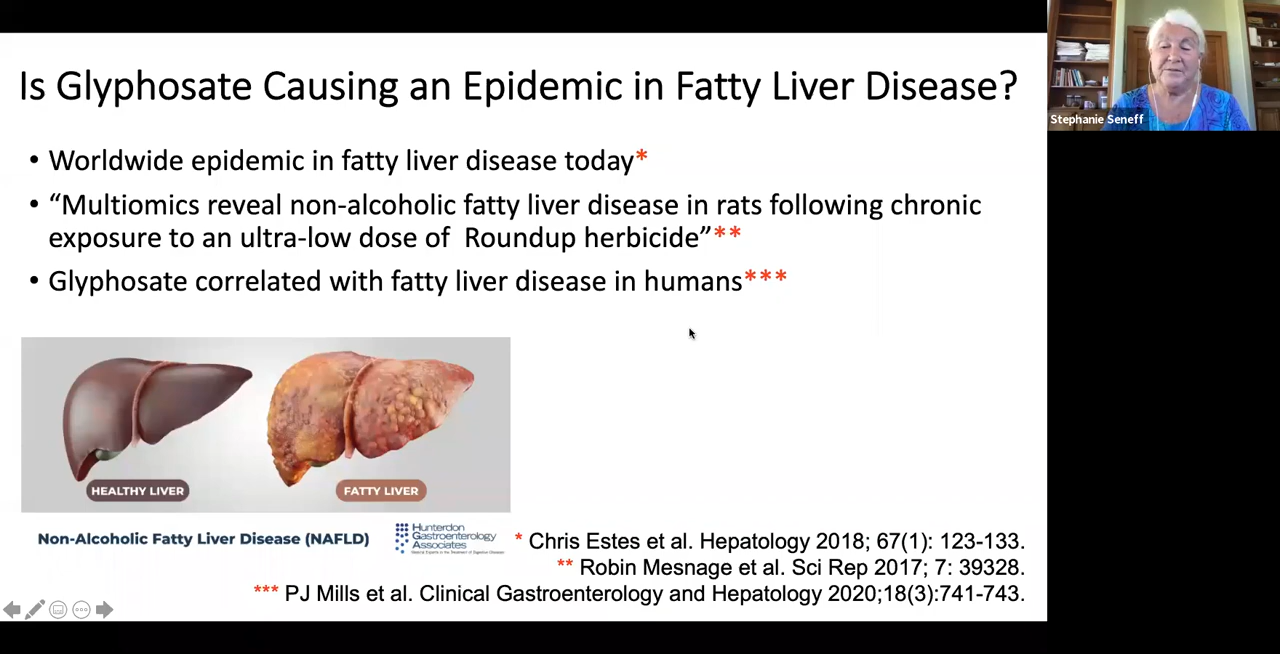 Is Glyphosate Causing an Epidemic in Fatty Liver Disease?
Stephanie Seneff
• Worldwide epidemic in fatty liver disease today*
• “Multiomics reveal non-alcoholic fatty liver disease in rats following chronic
exposure to an ultra-low dose of Roundup herbicide”**
• Glyphosate correlated with fatty liver disease in humans***
HEALTHY LIVER
FATTY LIVER
Non-Alcoholic Fatty Liver Disease (NAFLD)
Hunterdon
Gastroenterology
Associates
* Chris Estes et al. Hepatology 2018; 67(1): 123-133.
** Robin Mesnage et al. Sci Rep 2017; 7: 39328.
*** PJ Mills et al. Clinical Gastroenterology and Hepatology 2020;18(3):741-743.